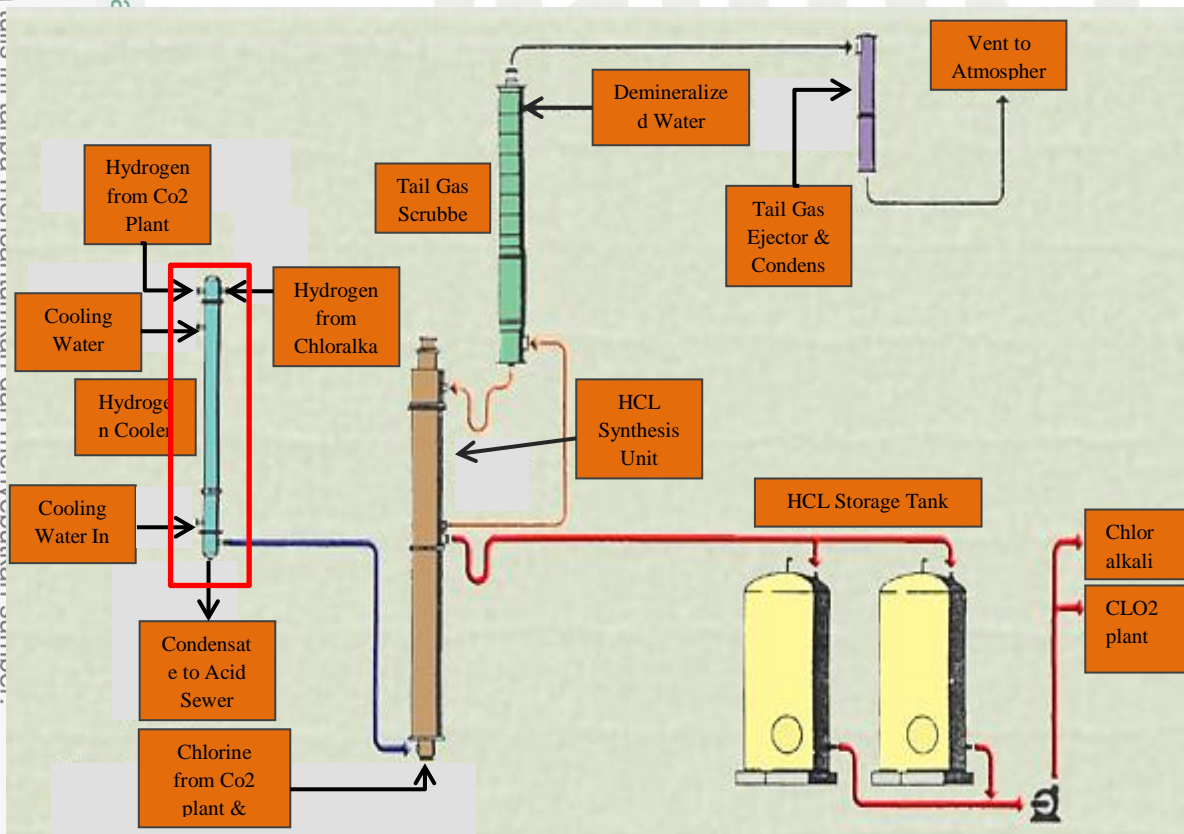 Vent to
Atmospher
Demineralize
d Water
Hydrogen
from Co2
Plant
Tail Gas
Scrubbe
Tail Gas
Ejector &
Condens
Hydrogen
from
Chloralka
Cooling
Water
Hydroge
n Cooler
HCL
Synthesis
Unit
HCL Storage Tank
Cooling
Water In
Chlor
alkali
CLO2
plant
Condensat
e to Acid
Sewer
Chlorine
from Co2
plant &